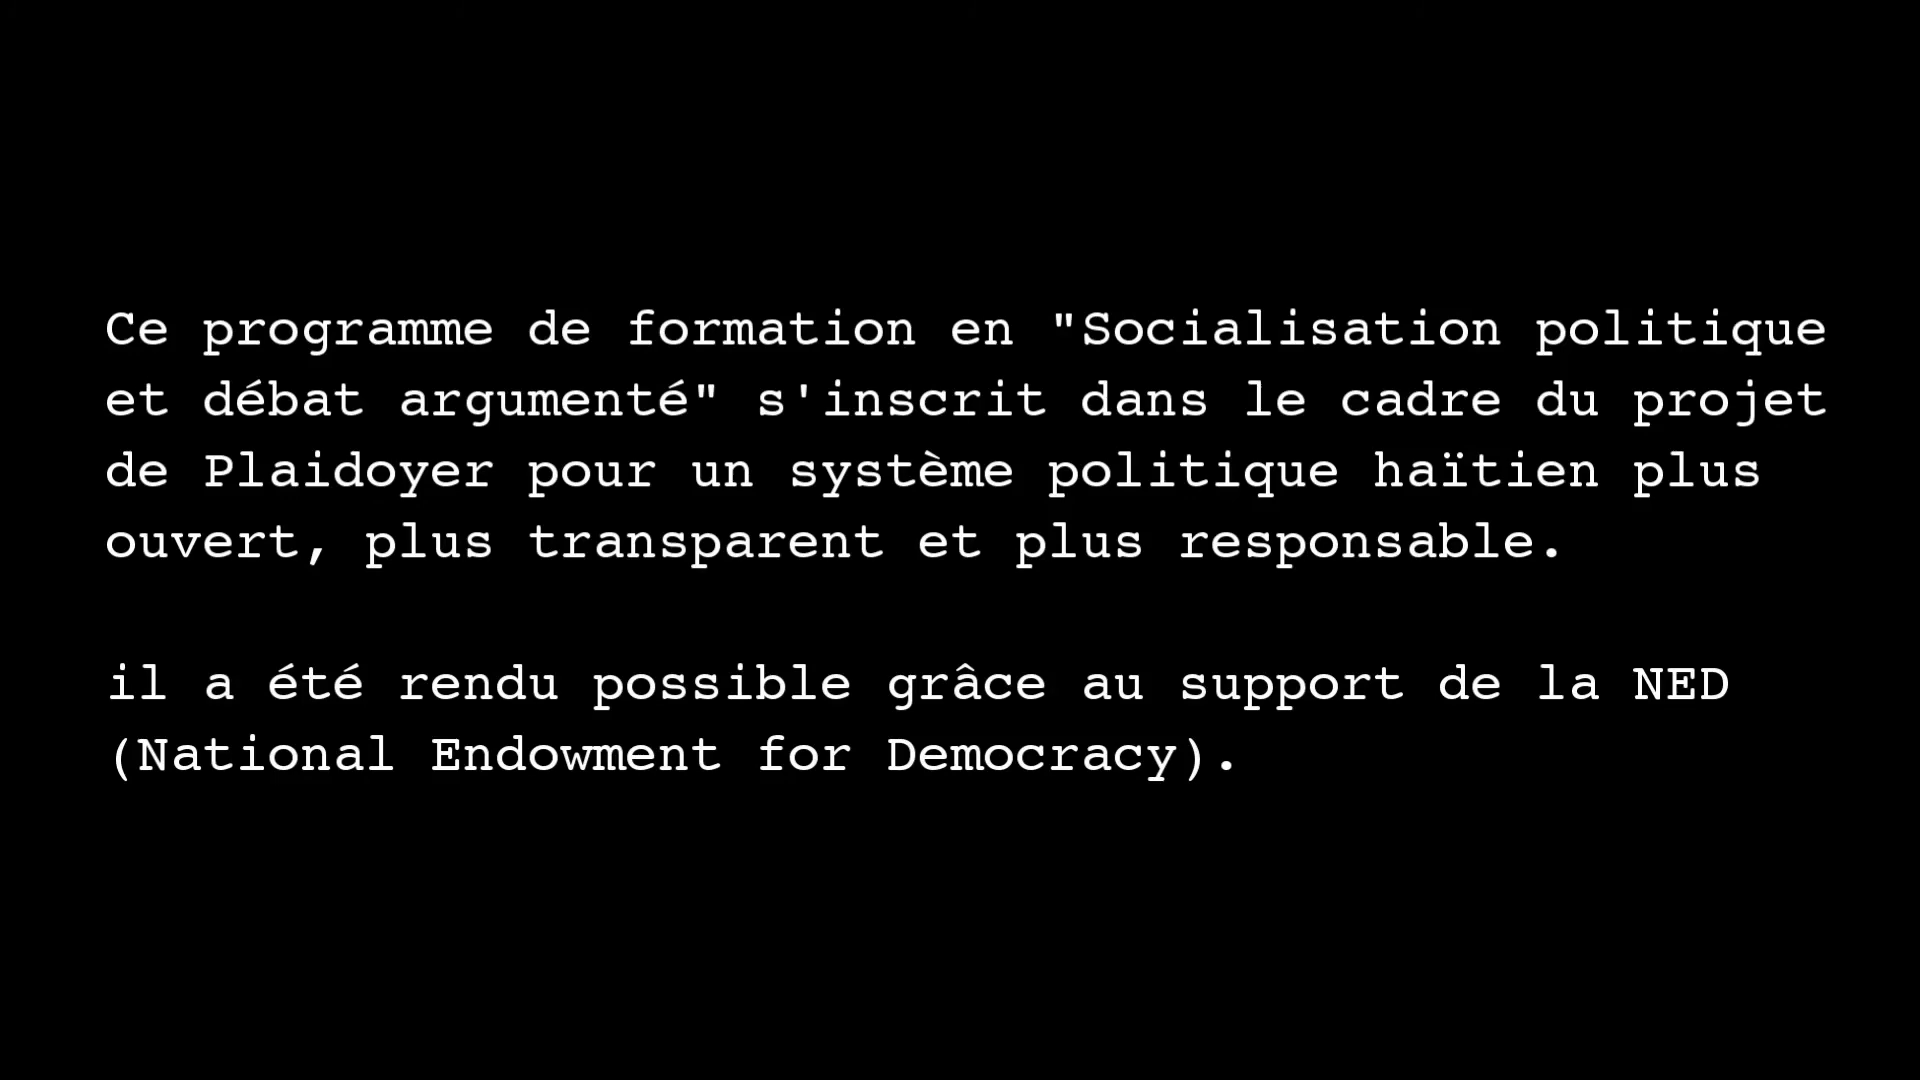 Ce programme de formation en "Socialisation politique
et débat argumenté" s'inscrit dans le cadre du projet
de Plaidoyer pour un système politique haïtien plus
ouvert, plus transparent et plus responsable.
il a été rendu possible grâce au support de la NED
(National Endowment for Democracy).